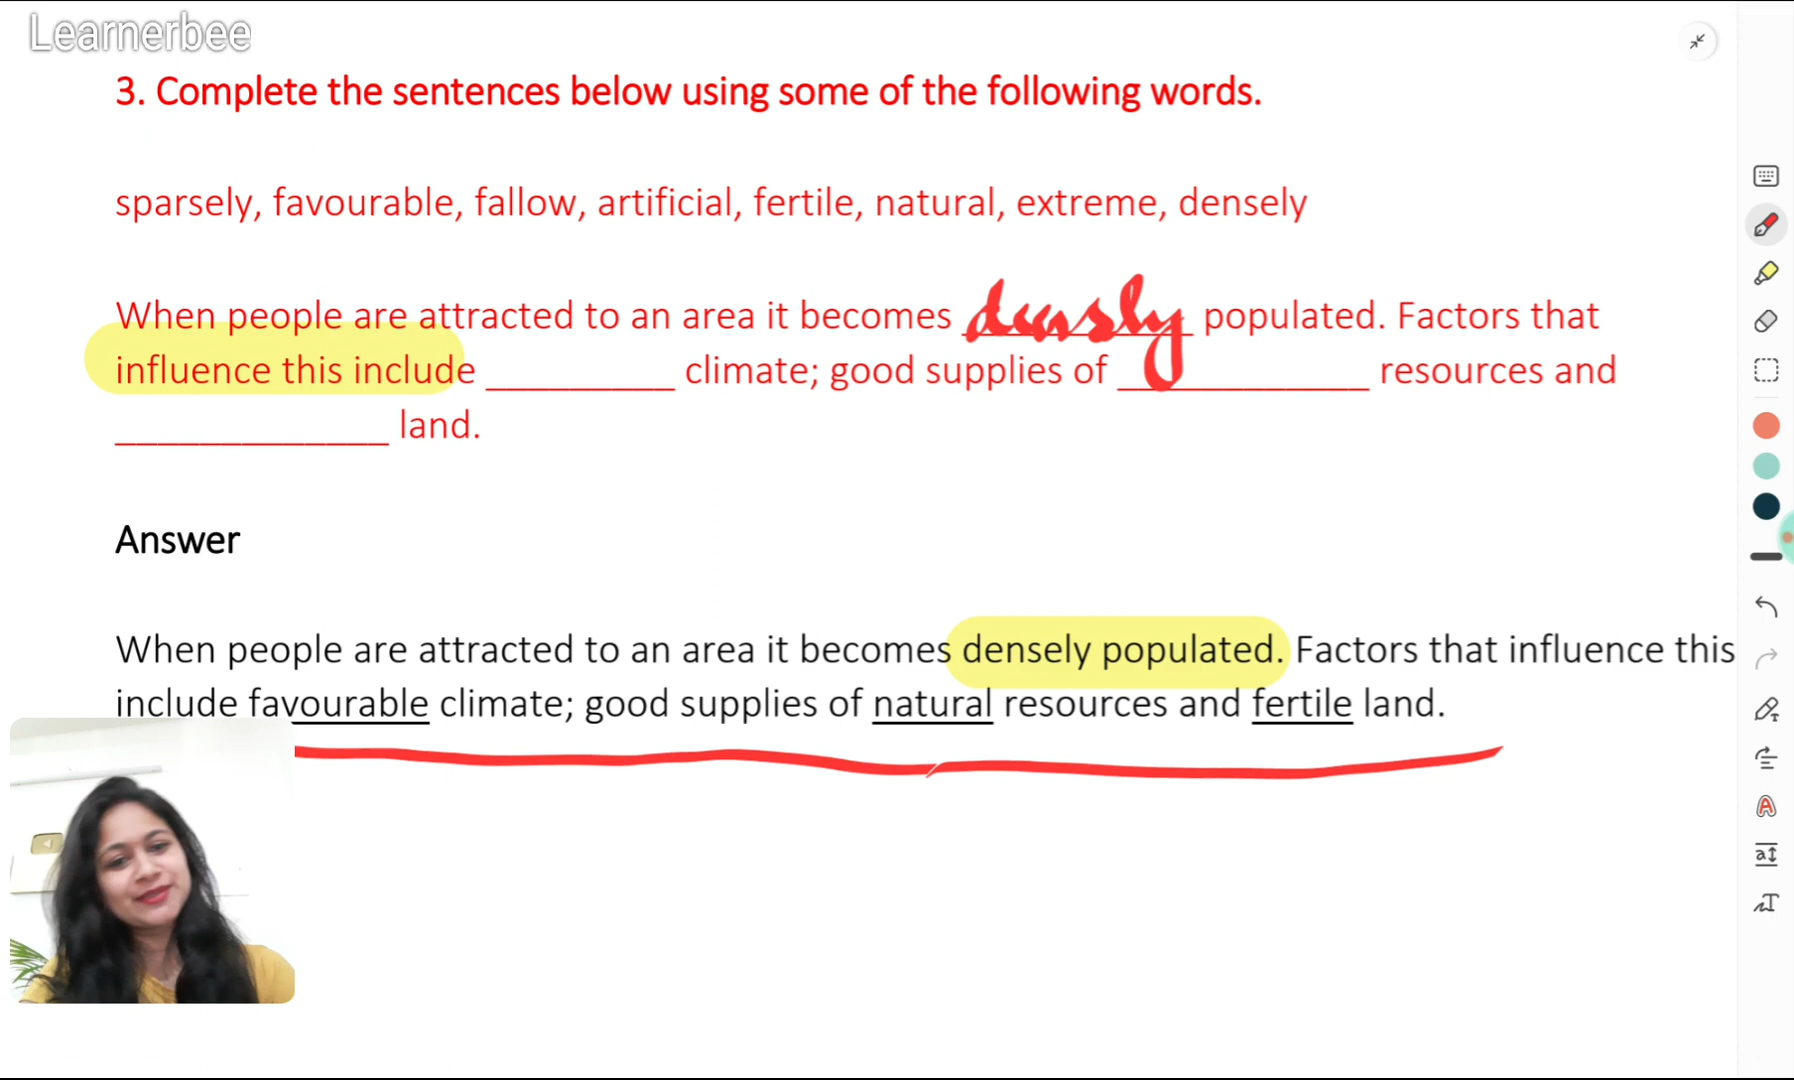 Learnerbee
3. Complete the sentences below using some of the following words.
sparsely, favourable, fallow, artificial, fertile, natural, extreme, densely
When people are attracted to an area it becomes densly populated. Factors that
influence this include _________ climate; good supplies of ____________ resources and
_____________ land.
Answer
When people are attracted to an area it becomes densely populated. Factors that influence this
include favourable climate; good supplies of natural resources and fertile land.